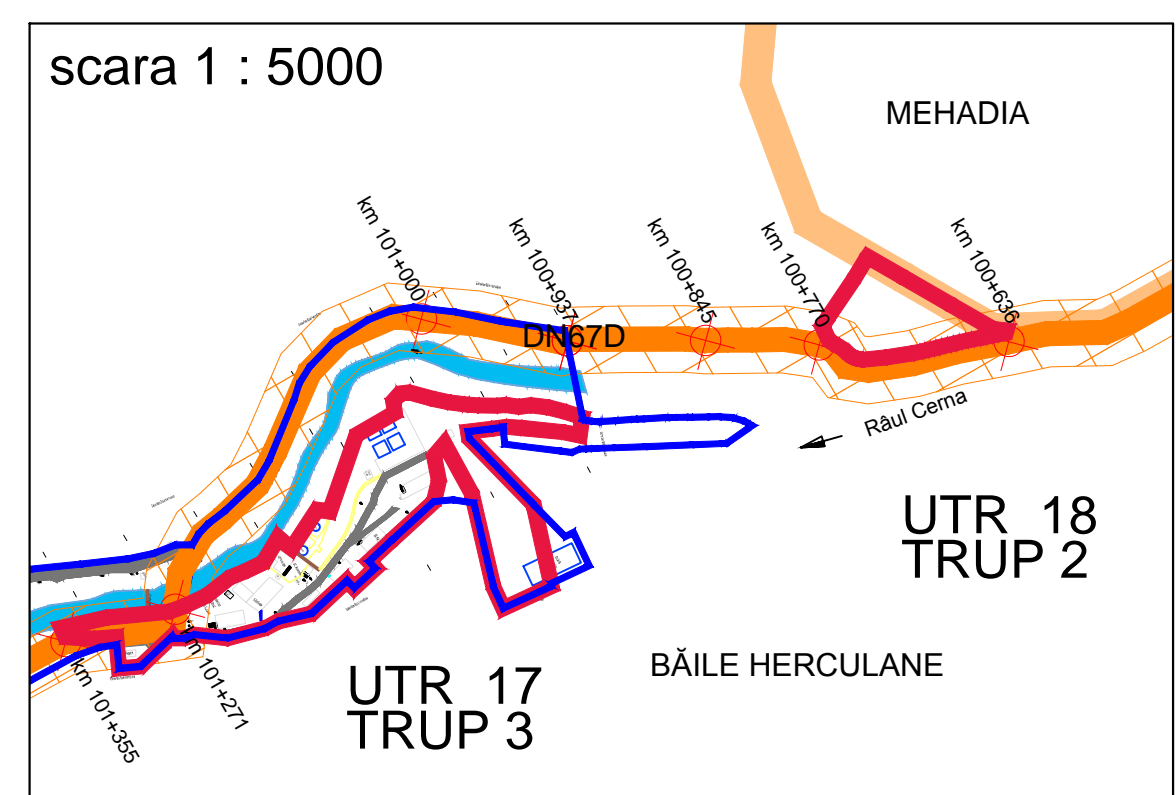 scara 1 : 5000
MEHADIA
km 101+000
km 100+937
km 100+845
km 100+770
km 100+636
DN67D
Râul Cerna
UTR 18
TRUP 2
BĂILE HERCULANE
UTR 17
TRUP 3
km 101+271
km 101+355